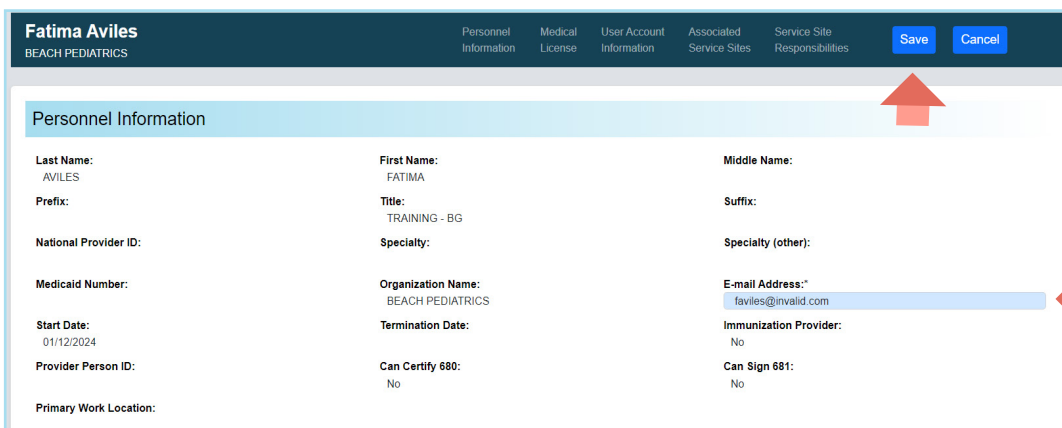 Fatima Aviles
BEACH PEDIATRICS
Personnel Information
Medical License
User Account Information
Associated Service Sites
Service Site Responsibilities
Save
Cancel
Personnel Information
Last Name:
AVILES
First Name:
FATIMA
Middle Name:
Prefix:
Title:
TRAINING - BG
Suffix:
National Provider ID:
Specialty:
Specialty (other):
Medicaid Number:
Organization Name:
BEACH PEDIATRICS
E-mail Address:*
faviles@invalid.com
Start Date:
01/12/2024
Termination Date:
Immunization Provider:
No
Provider Person ID:
Can Certify 680:
No
Can Sign 681:
No
Primary Work Location: